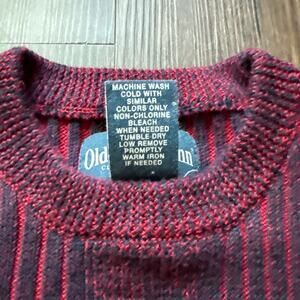 MACHINE WASH
COLD WITH
SIMILAR
COLORS ONLY
NON-CHLORINE
BLEACH
WHEN NEEDED
TUMBLE DRY
LOW REMOVE
PROMPTLY
WARM IRON
IF NEEDED
Old